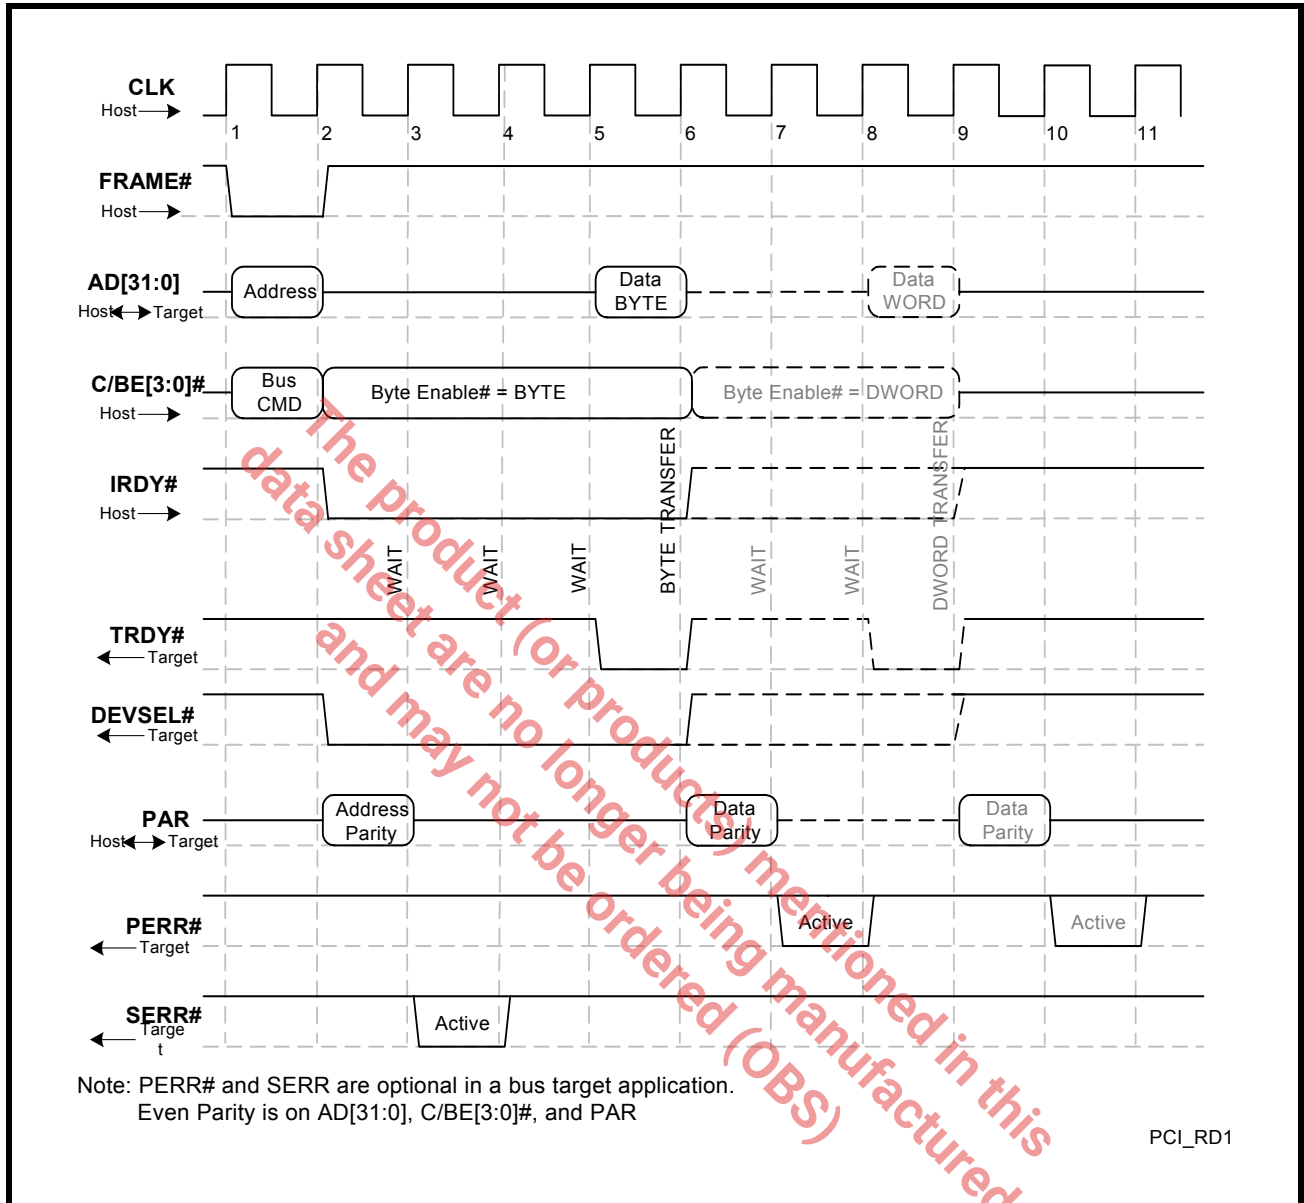 CLK
Host
1 2 3 4 5 6 7 8 9 10 11
FRAME#
Host
AD[31:0]
Host Target
Address
Data
BYTE
Data
WORD
C/BE[3:0]#
Host
Bus
CMD
Byte Enable# = BYTE
Byte Enable# = DWORD
IRDY#
Host
WAIT
WAIT
WAIT
BYTE TRANSFER
WAIT
WAIT
DWORD TRANSFER
TRDY#
Target
DEVSEL#
Target
PAR
Host Target
Address
Parity
Data
Parity
Data
Parity
PERR#
Target
Active
Active
SERR#
Targe
t
Active
Note: PERR# and SERR are optional in a bus target application.
Even Parity is on AD[31:0], C/BE[3:0]#, and PAR
PCI_RD1
The product (or products) mentioned in this
data sheet are no longer being manufactured
and may not be ordered (OBS)